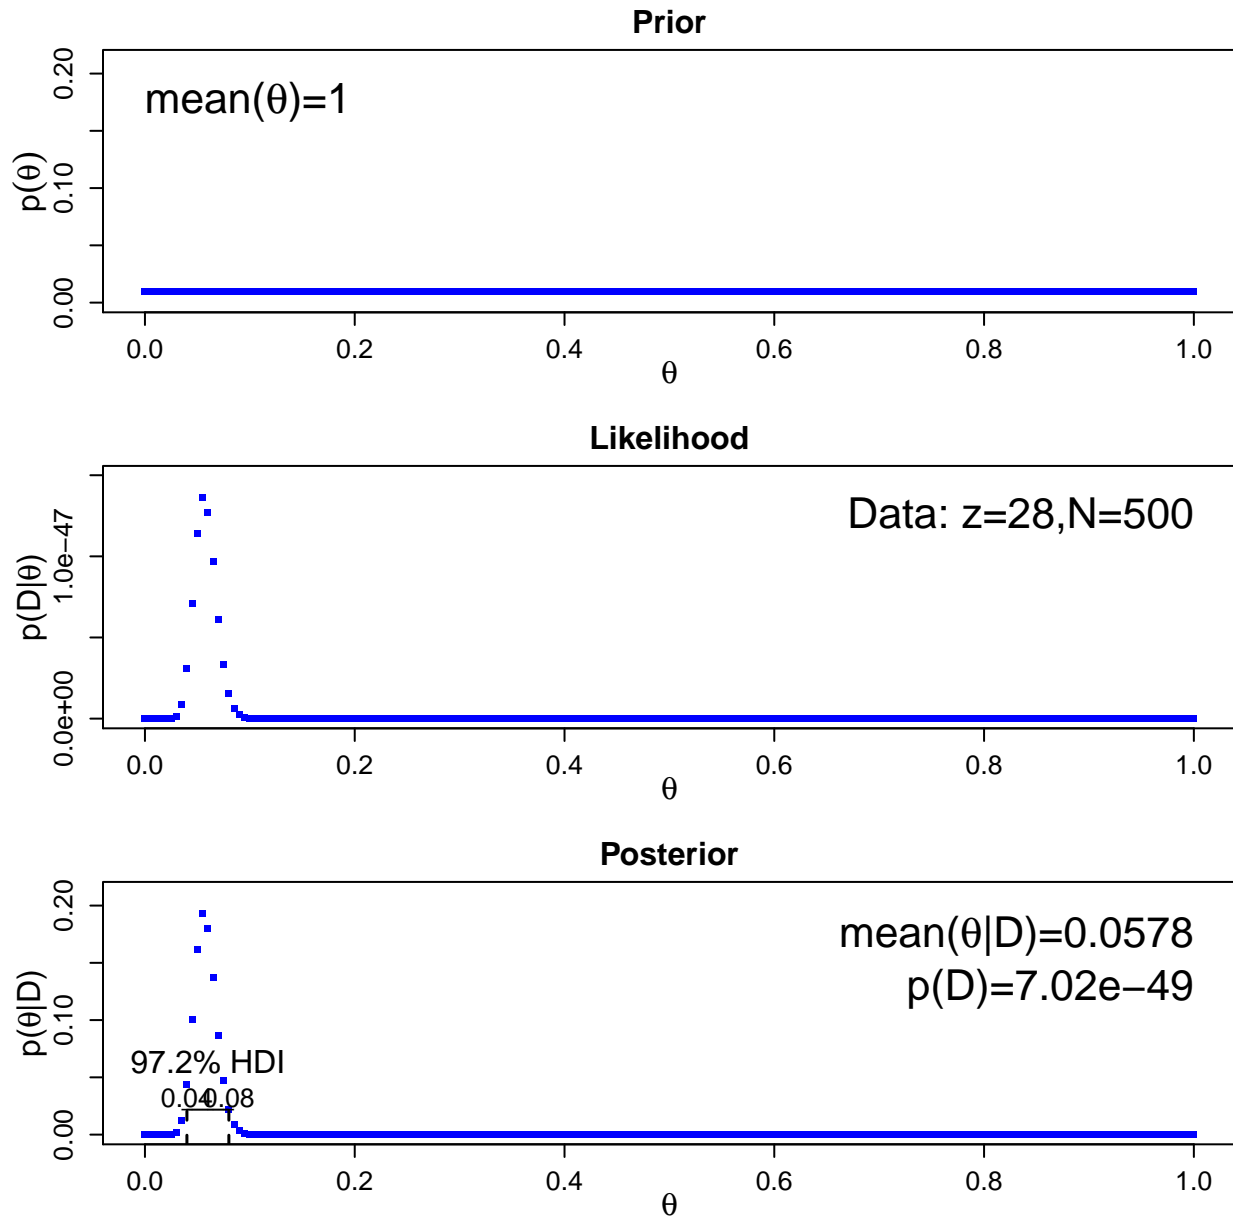 Prior
mean(θ)=1
p(θ)
0.20
0.10
0.00
0.0 0.2 0.4 0.6 0.8 1.0
θ
Likelihood
Data: z=28,N=500
p(D|θ)
1.0e−47
0.0e+00
0.0 0.2 0.4 0.6 0.8 1.0
θ
Posterior
mean(θ|D)=0.0578
p(D)=7.02e−49
p(θ|D)
0.20
0.10
0.00
97.2% HDI
0.04 0.08
0.0 0.2 0.4 0.6 0.8 1.0
θ